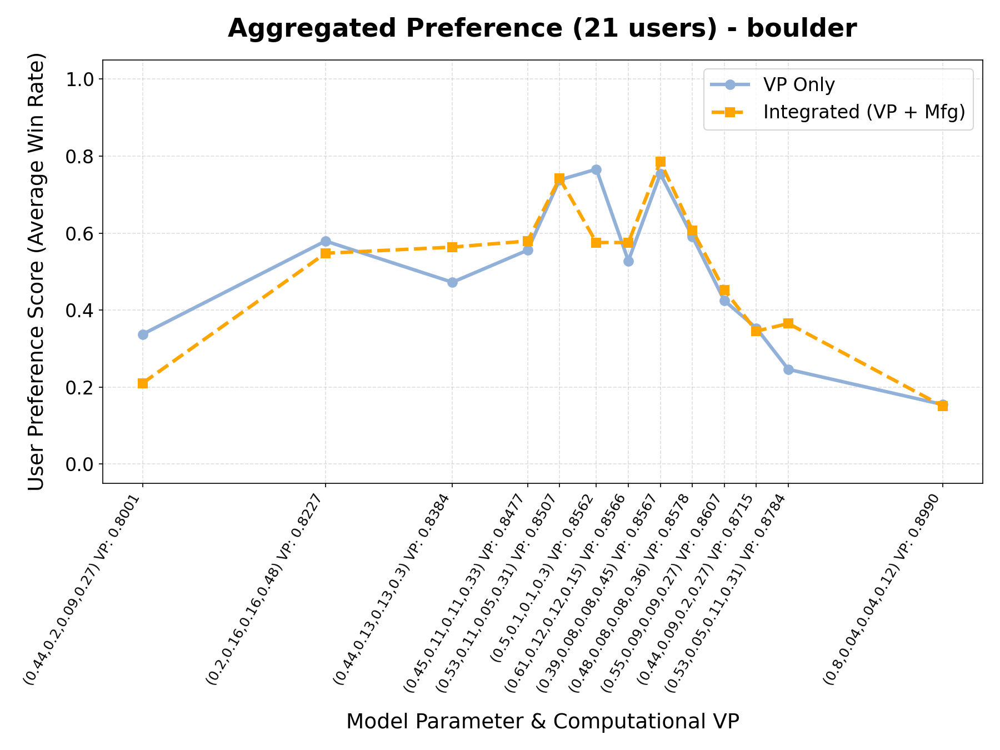 Aggregated Preference (21 users) - boulder
User Preference Score (Average Win Rate)
1.0
0.8
0.6
0.4
0.2
0.0
VP Only
Integrated (VP + Mfg)
(0.44,0.2,0.09,0.27) VP: 0.8001
(0.2,0.16,0.16,0.48) VP: 0.8227
(0.44,0.13,0.13,0.3) VP: 0.8384
(0.45,0.11,0.11,0.33) VP: 0.8477
(0.53,0.11,0.05,0.31) VP: 0.8507
(0.5,0.1,0.1,0.3) VP: 0.8562
(0.61,0.12,0.12,0.15) VP: 0.8566
(0.39,0.08,0.08,0.45) VP: 0.8567
(0.48,0.08,0.08,0.36) VP: 0.8578
(0.55,0.09,0.09,0.27) VP: 0.8607
(0.44,0.09,0.2,0.27) VP: 0.8715
(0.53,0.05,0.11,0.31) VP: 0.8784
(0.8,0.04,0.04,0.12) VP: 0.8990
Model Parameter & Computational VP